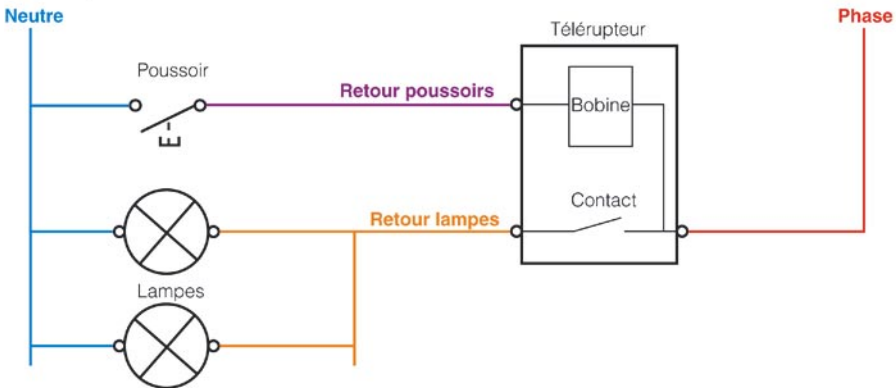 Neutre
Phase
Télérupteur
Poussoir
Retour poussoirs
Bobine
E
Contact
Retour lampes
Lampes